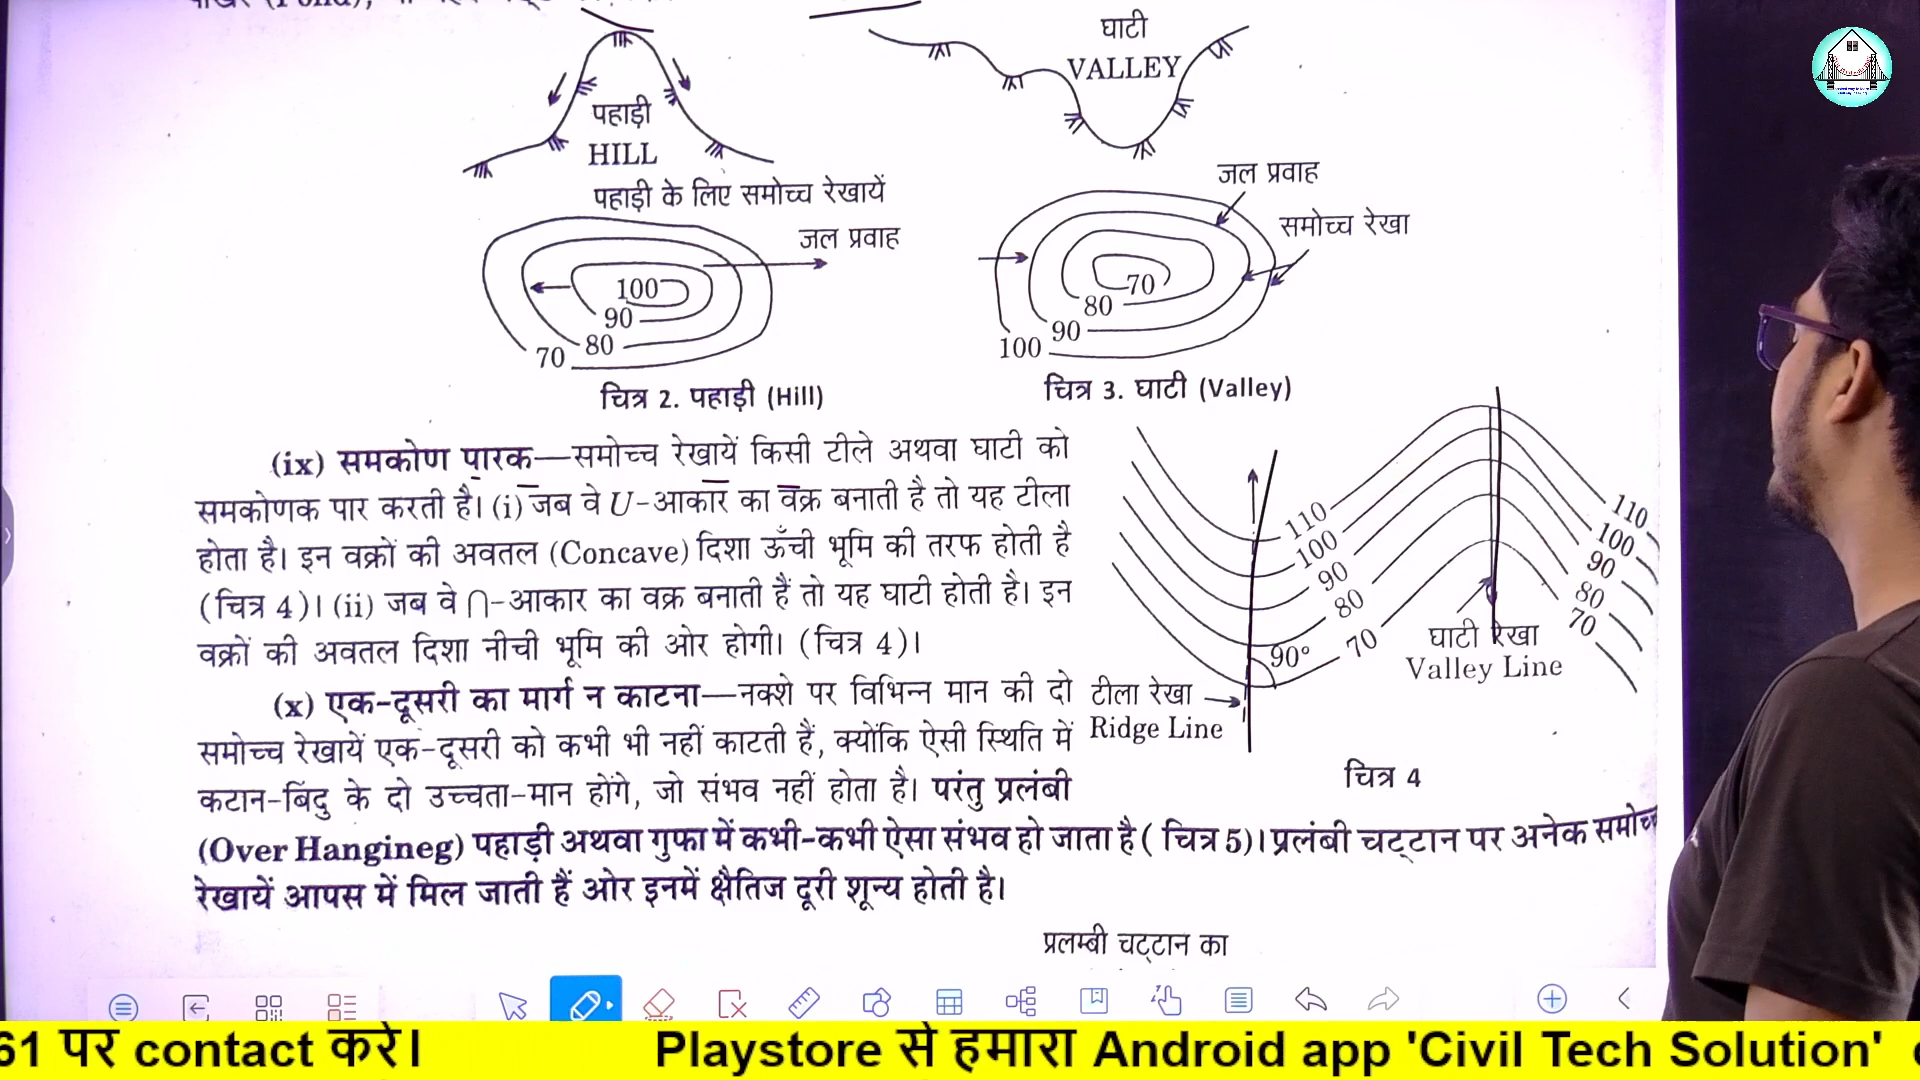 घाटी
VALLEY
पहाड़ी
HILL
पहाड़ी के लिए समोच्च रेखायें
जल प्रवाह
100
90
80
70
जल प्रवाह
समोच्च रेखा
70
80
90
100
चित्र 2. पहाड़ी (Hill)
चित्र 3. घाटी (Valley)
(ix) समकोण पारक—समोच्च रेखायें किसी टीले अथवा घाटी को
समकोणक पार करती है। (i) जब वे U-आकार का वक्र बनाती है तो यह टीला
होता है। इन वक्रों की अवतल (Concave) दिशा ऊँची भूमि की तरफ होती है
(चित्र 4)। (ii) जब वे ∩-आकार का वक्र बनाती हैं तो यह घाटी होती है। इन
वक्रों की अवतल दिशा नीची भूमि की ओर होगी। (चित्र 4)।
(x) एक-दूसरी का मार्ग न काटना—नक्शे पर विभिन्न मान की दो
समोच्च रेखायें एक-दूसरी को कभी भी नहीं काटती हैं, क्योंकि ऐसी स्थिति में
कटान-बिंदु के दो उच्चता-मान होंगे, जो संभव नहीं होता है। परंतु प्रलंबी
(Over Hangineg) पहाड़ी अथवा गुफा में कभी-कभी ऐसा संभव हो जाता है ( चित्र 5)। प्रलंबी चट्टान पर अनेक समोच्च
रेखायें आपस में मिल जाती हैं ओर इनमें क्षैतिज दूरी शून्य होती है।
110
100
90
80
70
110
100
90
80
70
90°
घाटी रेखा
Valley Line
टीला रेखा
Ridge Line
चित्र 4
प्रलम्बी चट्टान का
61 पर contact करे।
Playstore से हमारा Android app 'Civil Tech Solution'